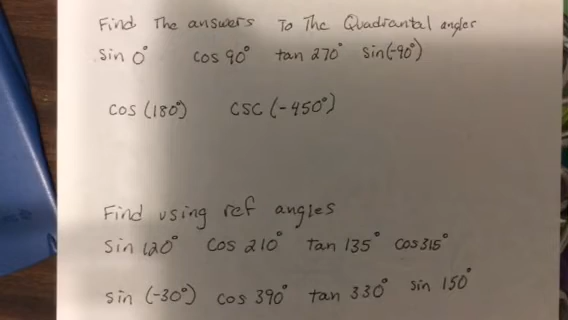 Find The answers To The Quadrantal angles
sin 0° cos 90° tan 270° sin(-90°)
cos (180°) csc (-450°)
Find using ref angles
sin 120° cos 210° tan 135° cos 315°
sin (-30°) cos 390° tan 330° sin 150°